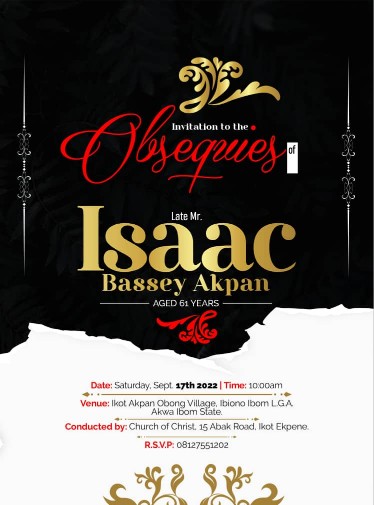 Invitation to the
Obseques of
Late Mr.
Isaac
Bassey Akpan
AGED 61 YEARS
Date: Saturday, Sept. 17th 2022 | Time: 10:00am
Venue: Ikot Akpan Obong Village, Ibiono Ibom L.G.A.
Akwa Ibom State.
Conducted by: Church of Christ, 15 Abak Road, Ikot Ekpene.
R.S.V.P: 08127551202